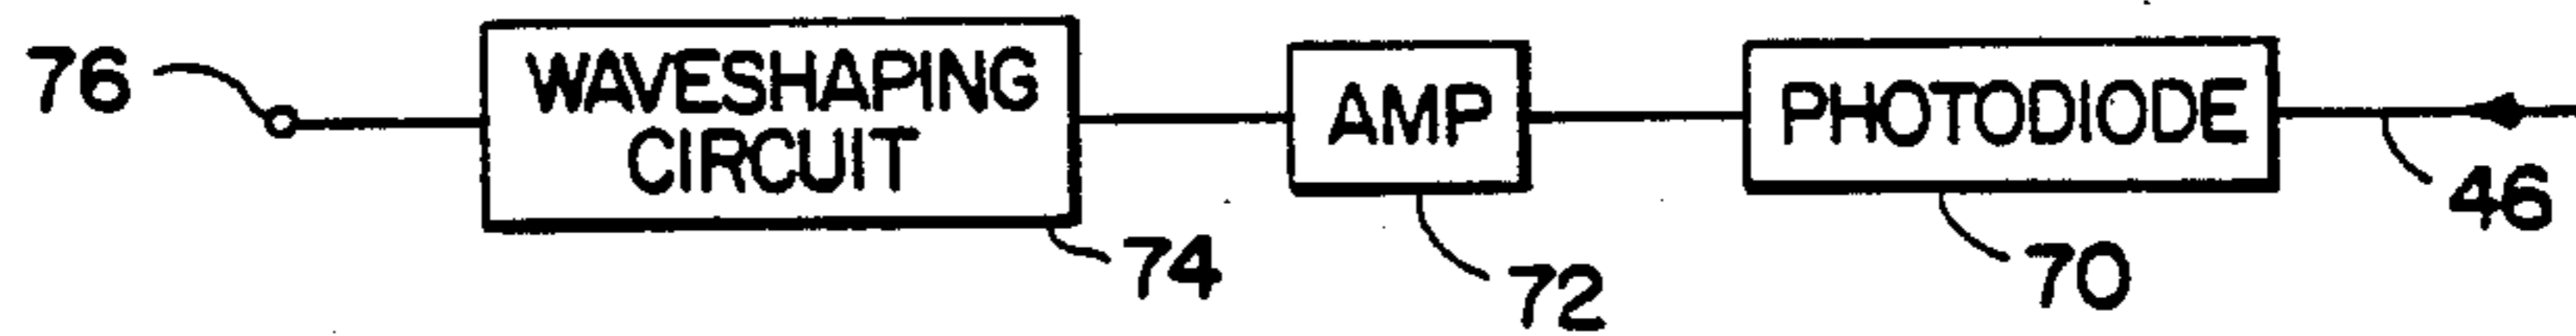 76
WAVESHAPING
CIRCUIT
74
AMP
72
PHOTODIODE
70
46